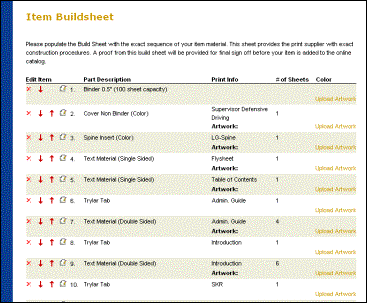 Item Buildsheet
Please populate the Build Sheet with the exact sequence of your item material. This sheet provides the print supplier with exact
construction procedures. A proof from this build sheet will be provided for final sign off before your item is added to the online
catalog.
Edit Item Part Description Print Info # of Sheets Color
1. Binder 0.5" (100 sheet capacity)
Upload Artwork
2. Cover Non Binder (Color) Supervisor Defensive Driving 1
Artwork: Upload Artwork
3. Spine Insert (Color) LG-Spine 1
Artwork: Upload Artwork
4. Text Material (Single Sided) Flysheet 1
Artwork: Upload Artwork
5. Text Material (Single Sided) Table of Contents 1
Artwork: Upload Artwork
6. Trylar Tab Admin. Guide 1
Upload Artwork
7. Text Material (Double Sided) Admin. Guide 4
Artwork: Upload Artwork
8. Trylar Tab Introduction 1
Upload Artwork
9. Text Material (Double Sided) Introduction 6
Artwork: Upload Artwork
10. Trylar Tab SKR 1